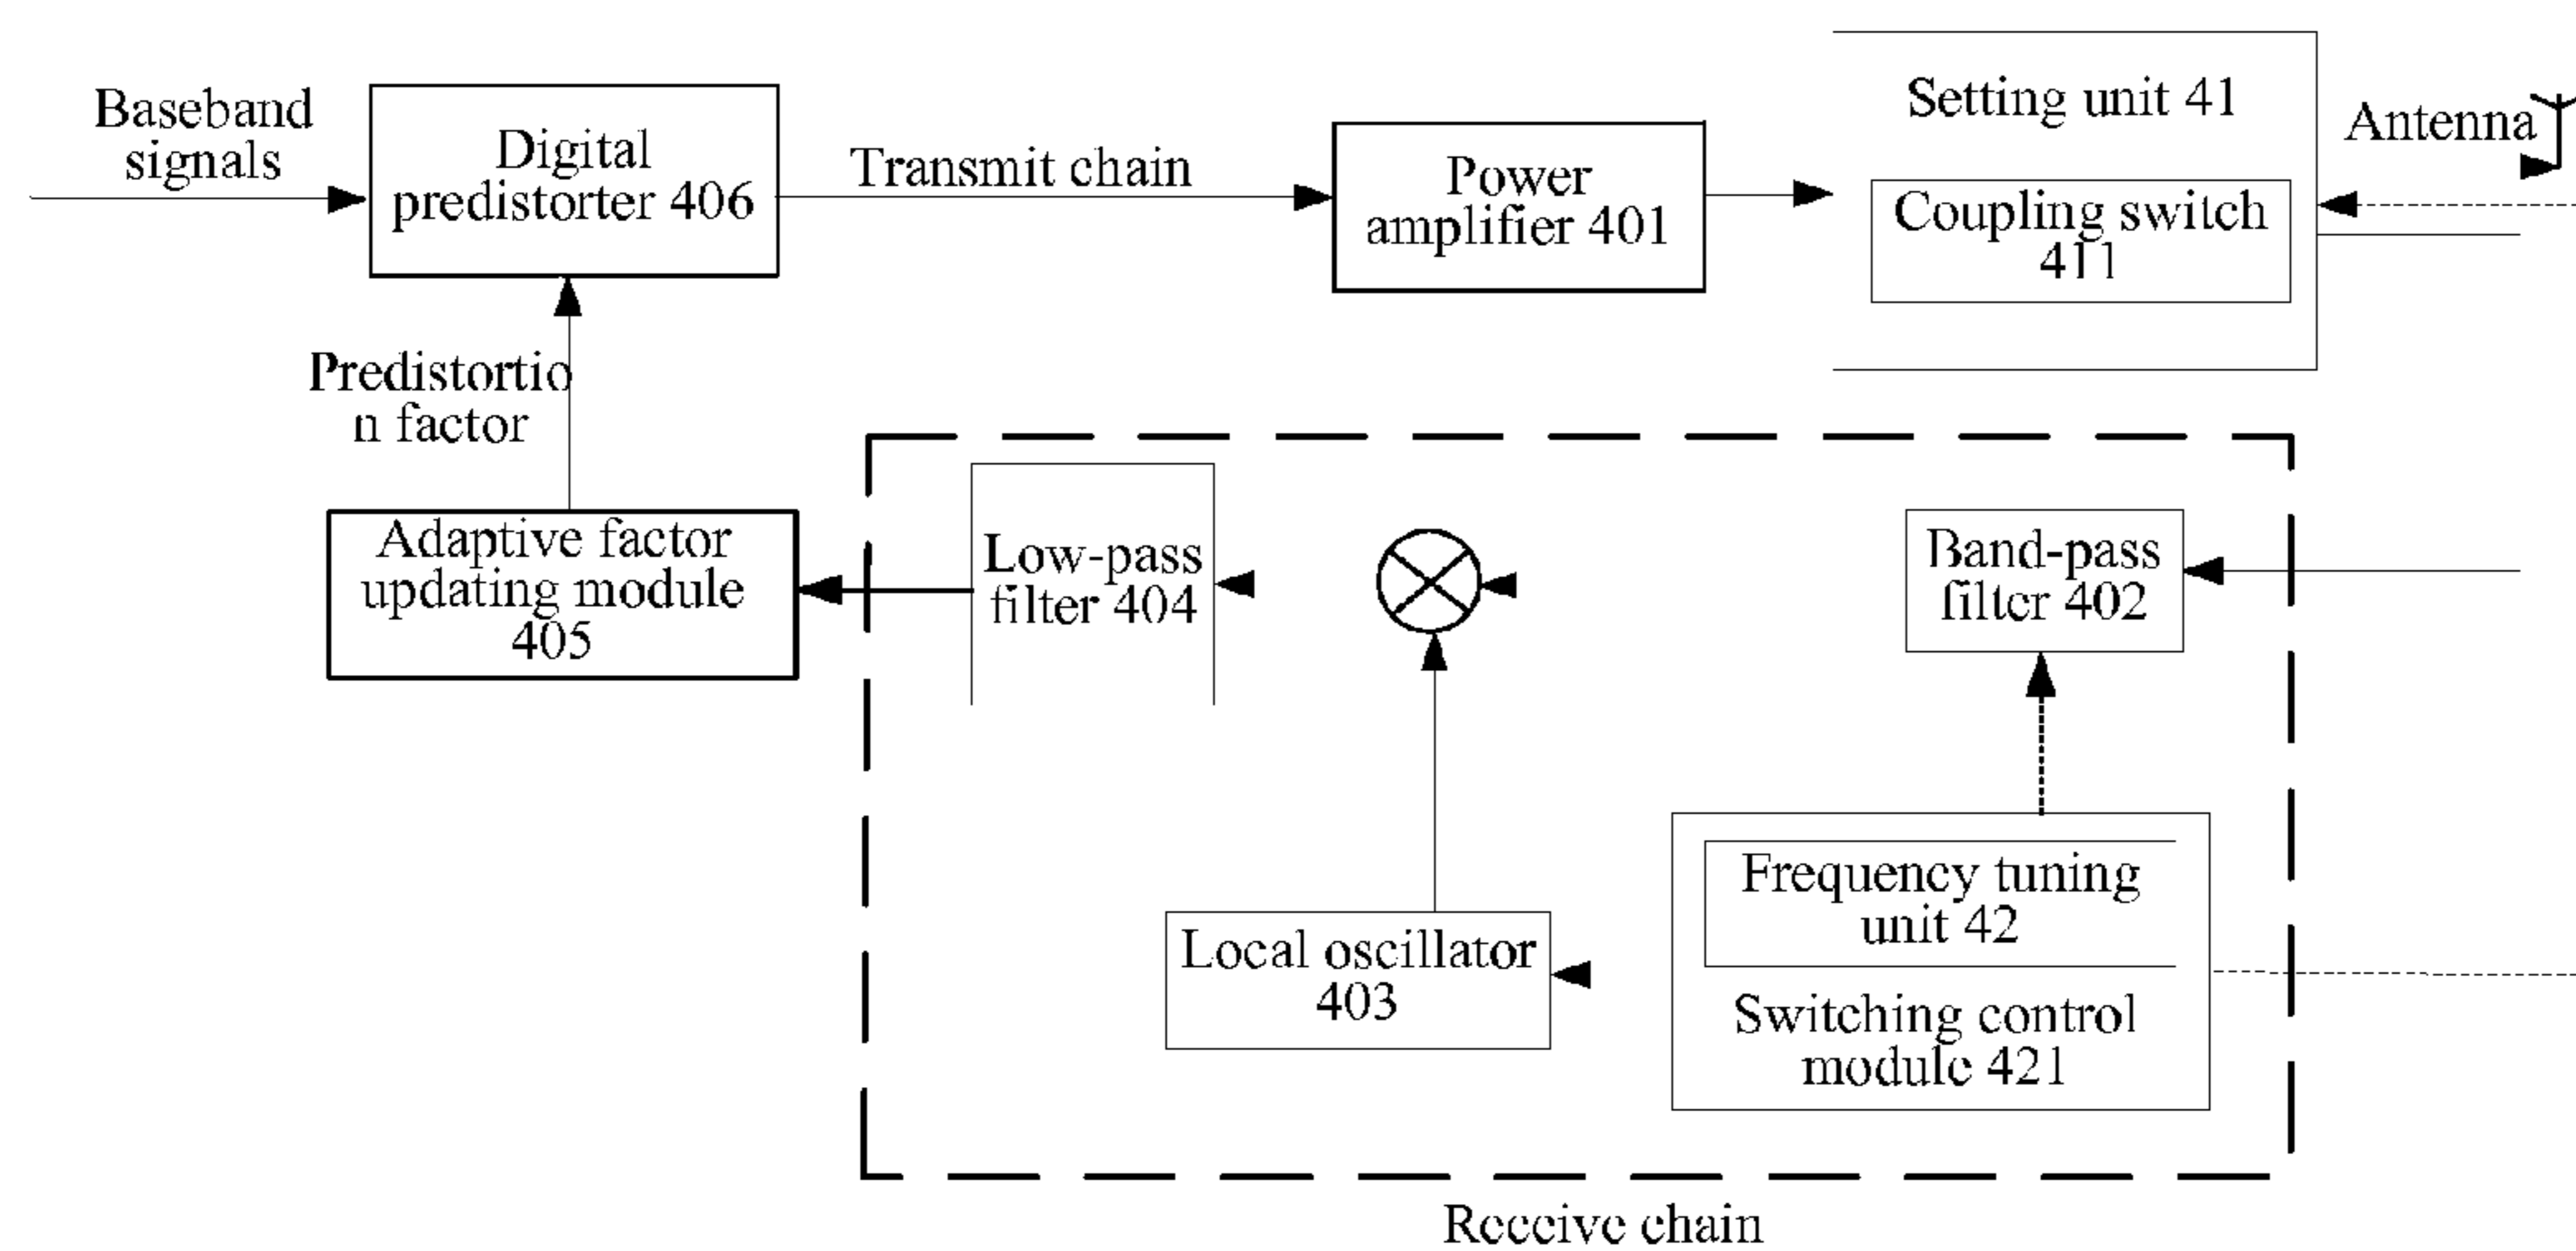 Baseband
signals
Digital
predistorter 406
Transmit chain
Power
amplifier 401
Setting unit 41
Coupling switch
411
Antenna
Predistortio
n factor
Adaptive factor
updating module
405
Low-pass
filter 404
Band-pass
filter 402
Local oscillator
403
Frequency tuning
unit 42
Switching control
module 421
Receive chain